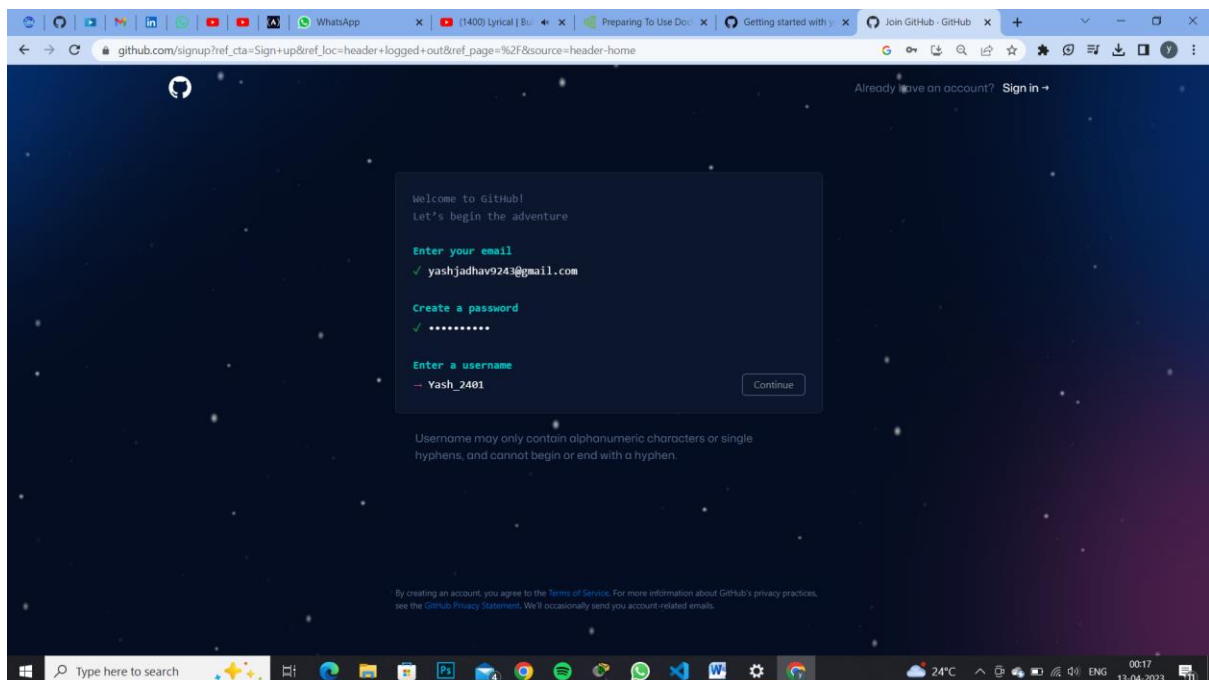 WhatsApp
(1400) Lyrical | Bul
Preparing To Use Doc
Getting started with y
Join GitHub · GitHub
github.com/signup?ref_cta=Sign+up&ref_loc=header+logged+out&ref_page=%2F&source=header-home
Already have an account? Sign in →
Welcome to GitHub!
Let's begin the adventure
Enter your email
✓ yashjadhav9243@gmail.com
Create a password
✓ ••••••••••
Enter a username
→ Yash_2401
Continue
Username may only contain alphanumeric characters or single
hyphens, and cannot begin or end with a hyphen.
By creating an account, you agree to the Terms of Service. For more information about GitHub's privacy practices,
see the GitHub Privacy Statement. We'll occasionally send you account-related emails.
Type here to search
24°C
ENG
00:17
13-04-2023